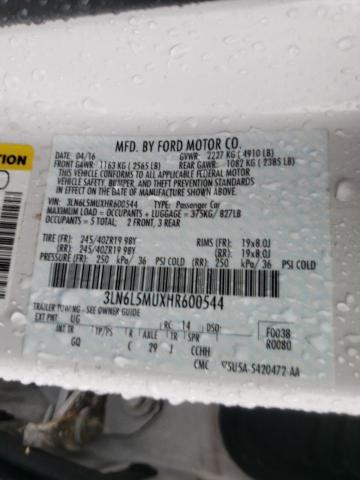 MFD. BY FORD MOTOR CO.
DATE: 04/16 GVWR: 2227 KG ( 4910 LB)
FRONT GAWR: 1163 KG ( 2565 LB) REAR GAWR: 1082 KG ( 2385 LB)
THIS VEHICLE CONFORMS TO ALL APPLICABLE FEDERAL MOTOR
VEHICLE SAFETY, BUMPER, AND THEFT PREVENTION STANDARDS IN
EFFECT ON THE DATE OF MANUFACTURE SHOWN ABOVE.
VIN: 3LN6L5MUXHR600544 TYPE: Passenger Car
MAXIMUM LOAD = OCCUPANTS + LUGGAGE = 375KG/ 827LB
OCCUPANTS: 5 TOTAL 2 FRONT, 3 REAR
TIRE (FR): 245/40ZR19 98Y RIMS(FR): 19x8.0J
(RR): 245/40ZR19 98Y (RR): 19x8.0J
PRESSURE(FR): 250 kPa/ 36 PSI COLD (RR): 250 kPa/ 36 PSI COLD
3LN6L5MUXHR600544
TRAILER TOWING - SEE OWNER GUIDE
EXT PNT: UG RC: 14 DSO: F0038
INT TR TP/PS R AXLE TR SPR R0080
GQ C 29 J CCHH
CMC 5U5A-5420472-AA
TION